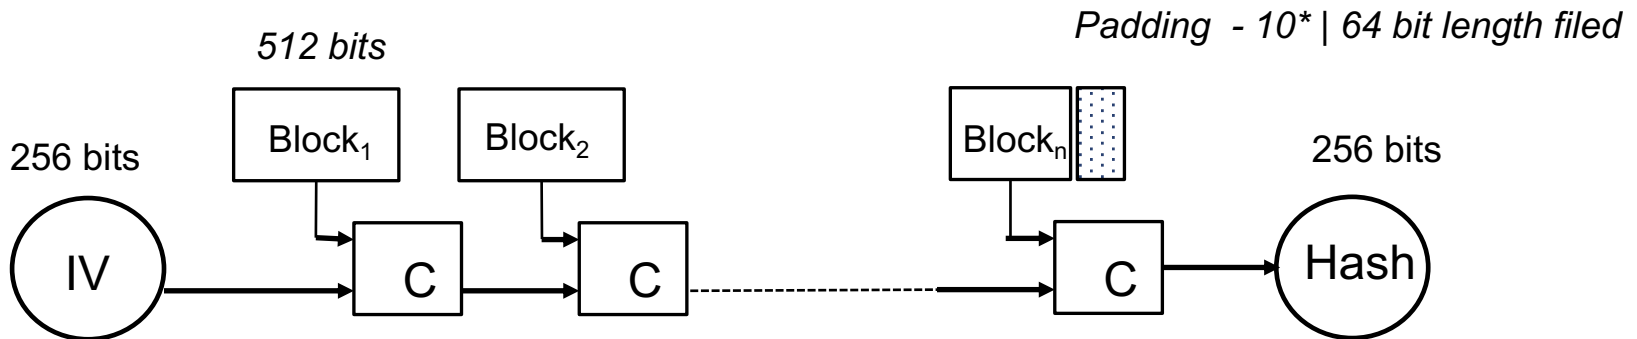 Padding - 10* | 64 bit length filed
512 bits
Block₁
Block₂
Blockₙ
256 bits
256 bits
IV
C
C
C
Hash